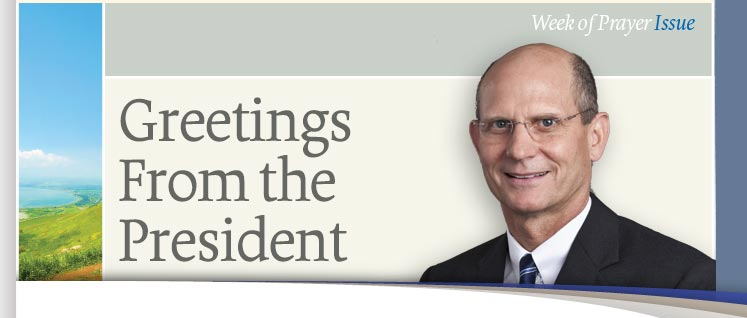 Week of Prayer Issue
Greetings
From the
President